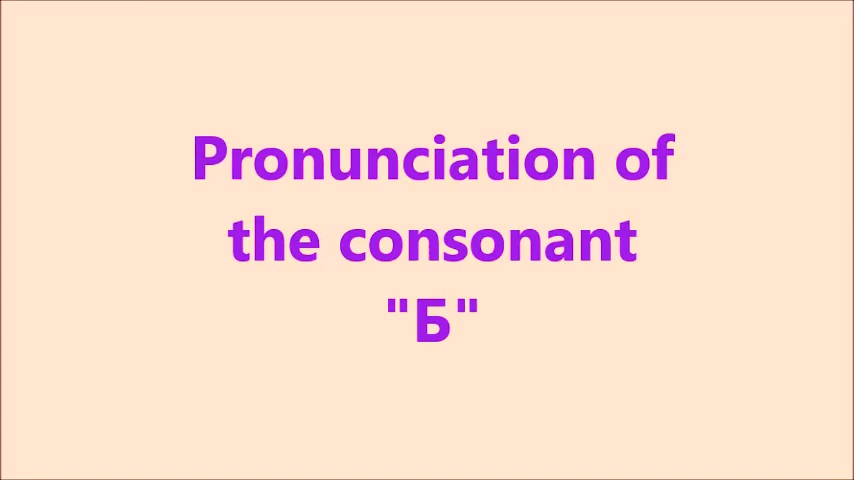 Pronunciation of
the consonant
"Б"